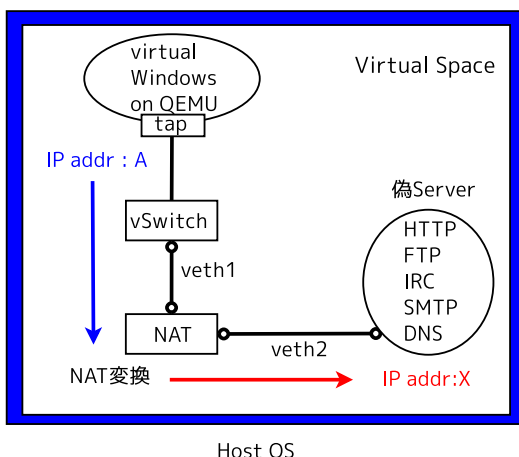 virtual
Windows
on QEMU
tap
Virtual Space
IP addr : A
偽Server
vSwitch
HTTP
FTP
IRC
SMTP
DNS
veth1
NAT
veth2
NAT変換
IP addr:X
Host OS